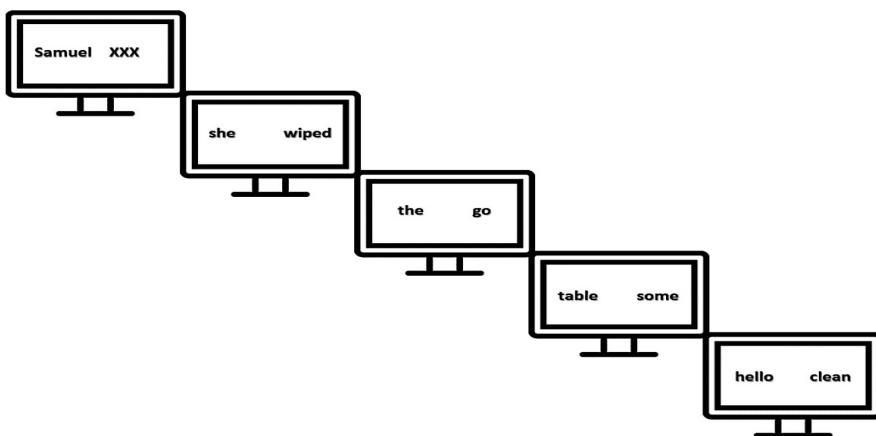 Samuel XXX
she wiped
the go
table some
hello clean